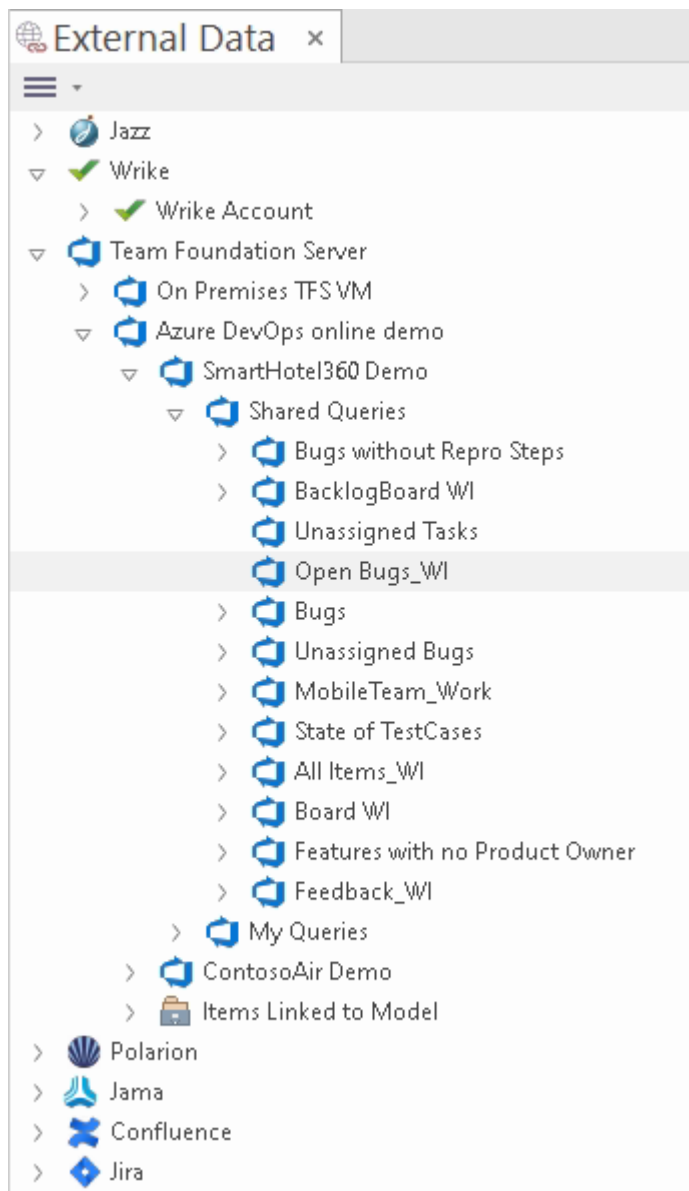 External Data
Jazz
Wrike
Wrike Account
Team Foundation Server
On Premises TFS VM
Azure DevOps online demo
SmartHotel360 Demo
Shared Queries
Bugs without Repro Steps
BacklogBoard WI
Unassigned Tasks
Open Bugs_WI
Bugs
Unassigned Bugs
MobileTeam_Work
State of TestCases
All Items_WI
Board WI
Features with no Product Owner
Feedback_WI
My Queries
ContosoAir Demo
Items Linked to Model
Polarion
Jama
Confluence
Jira